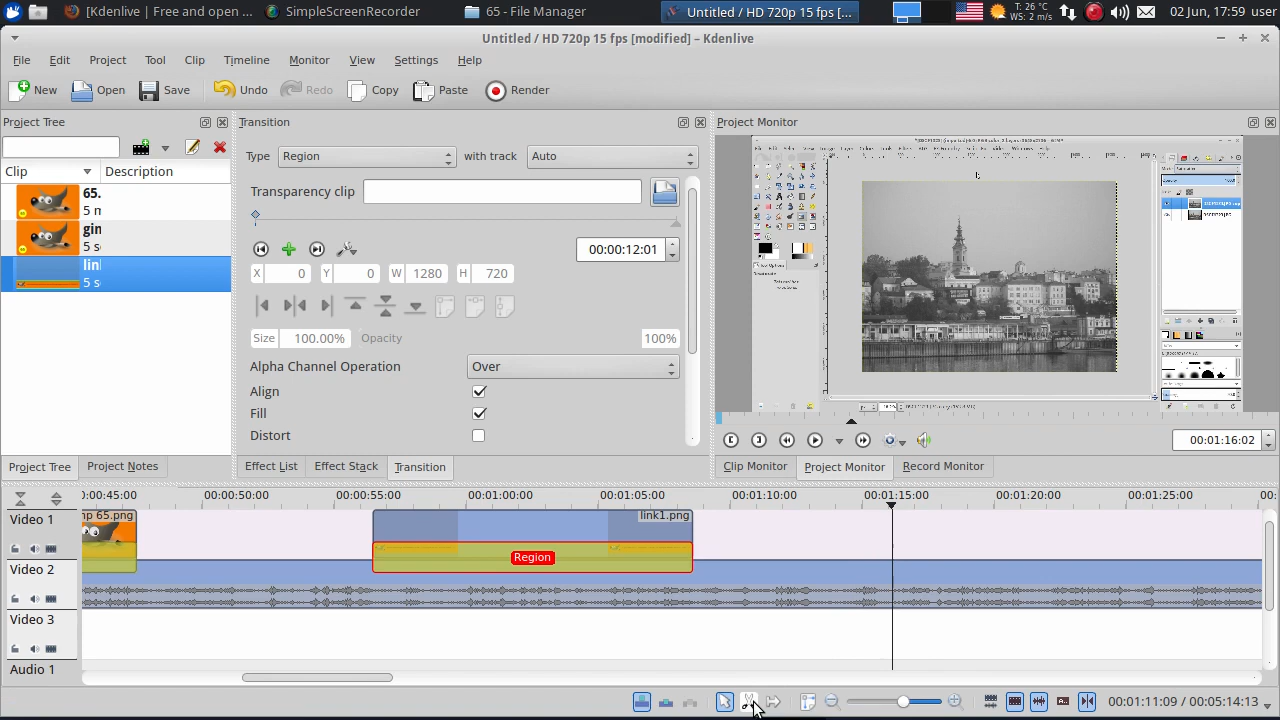 [Kdenlive | Free and open ...
SimpleScreenRecorder
65 - File Manager
Untitled / HD 720p 15 fps [...
T: 26 °C
WS: 2 m/s
02 Jun, 17:59 user
Untitled / HD 720p 15 fps [modified] – Kdenlive
File Edit Project Tool Clip Timeline Monitor View Settings Help
New Open Save Undo Redo Copy Paste Render
Project Tree
Transition
Project Monitor
Type Region with track Auto
Clip Description
Transparency clip
65.
5 n
gin
5 s
link
5 s
00:00:12:01
X 0 Y 0 W 1280 H 720
Size 100.00% Opacity 100%
Alpha Channel Operation Over
Align
Fill
Distort
00:01:16:02
Project Tree Project Notes
Effect List Effect Stack Transition
Clip Monitor Project Monitor Record Monitor
0:00:45:00 00:00:50:00 00:00:55:00 00:01:00:00 00:01:05:00 00:01:10:00 00:01:15:00 00:01:20:00 00:01:25:00 00:
Video 1
np 65.png
link1.png
Region
Video 2
Video 3
Audio 1
00:01:11:09 / 00:05:14:13